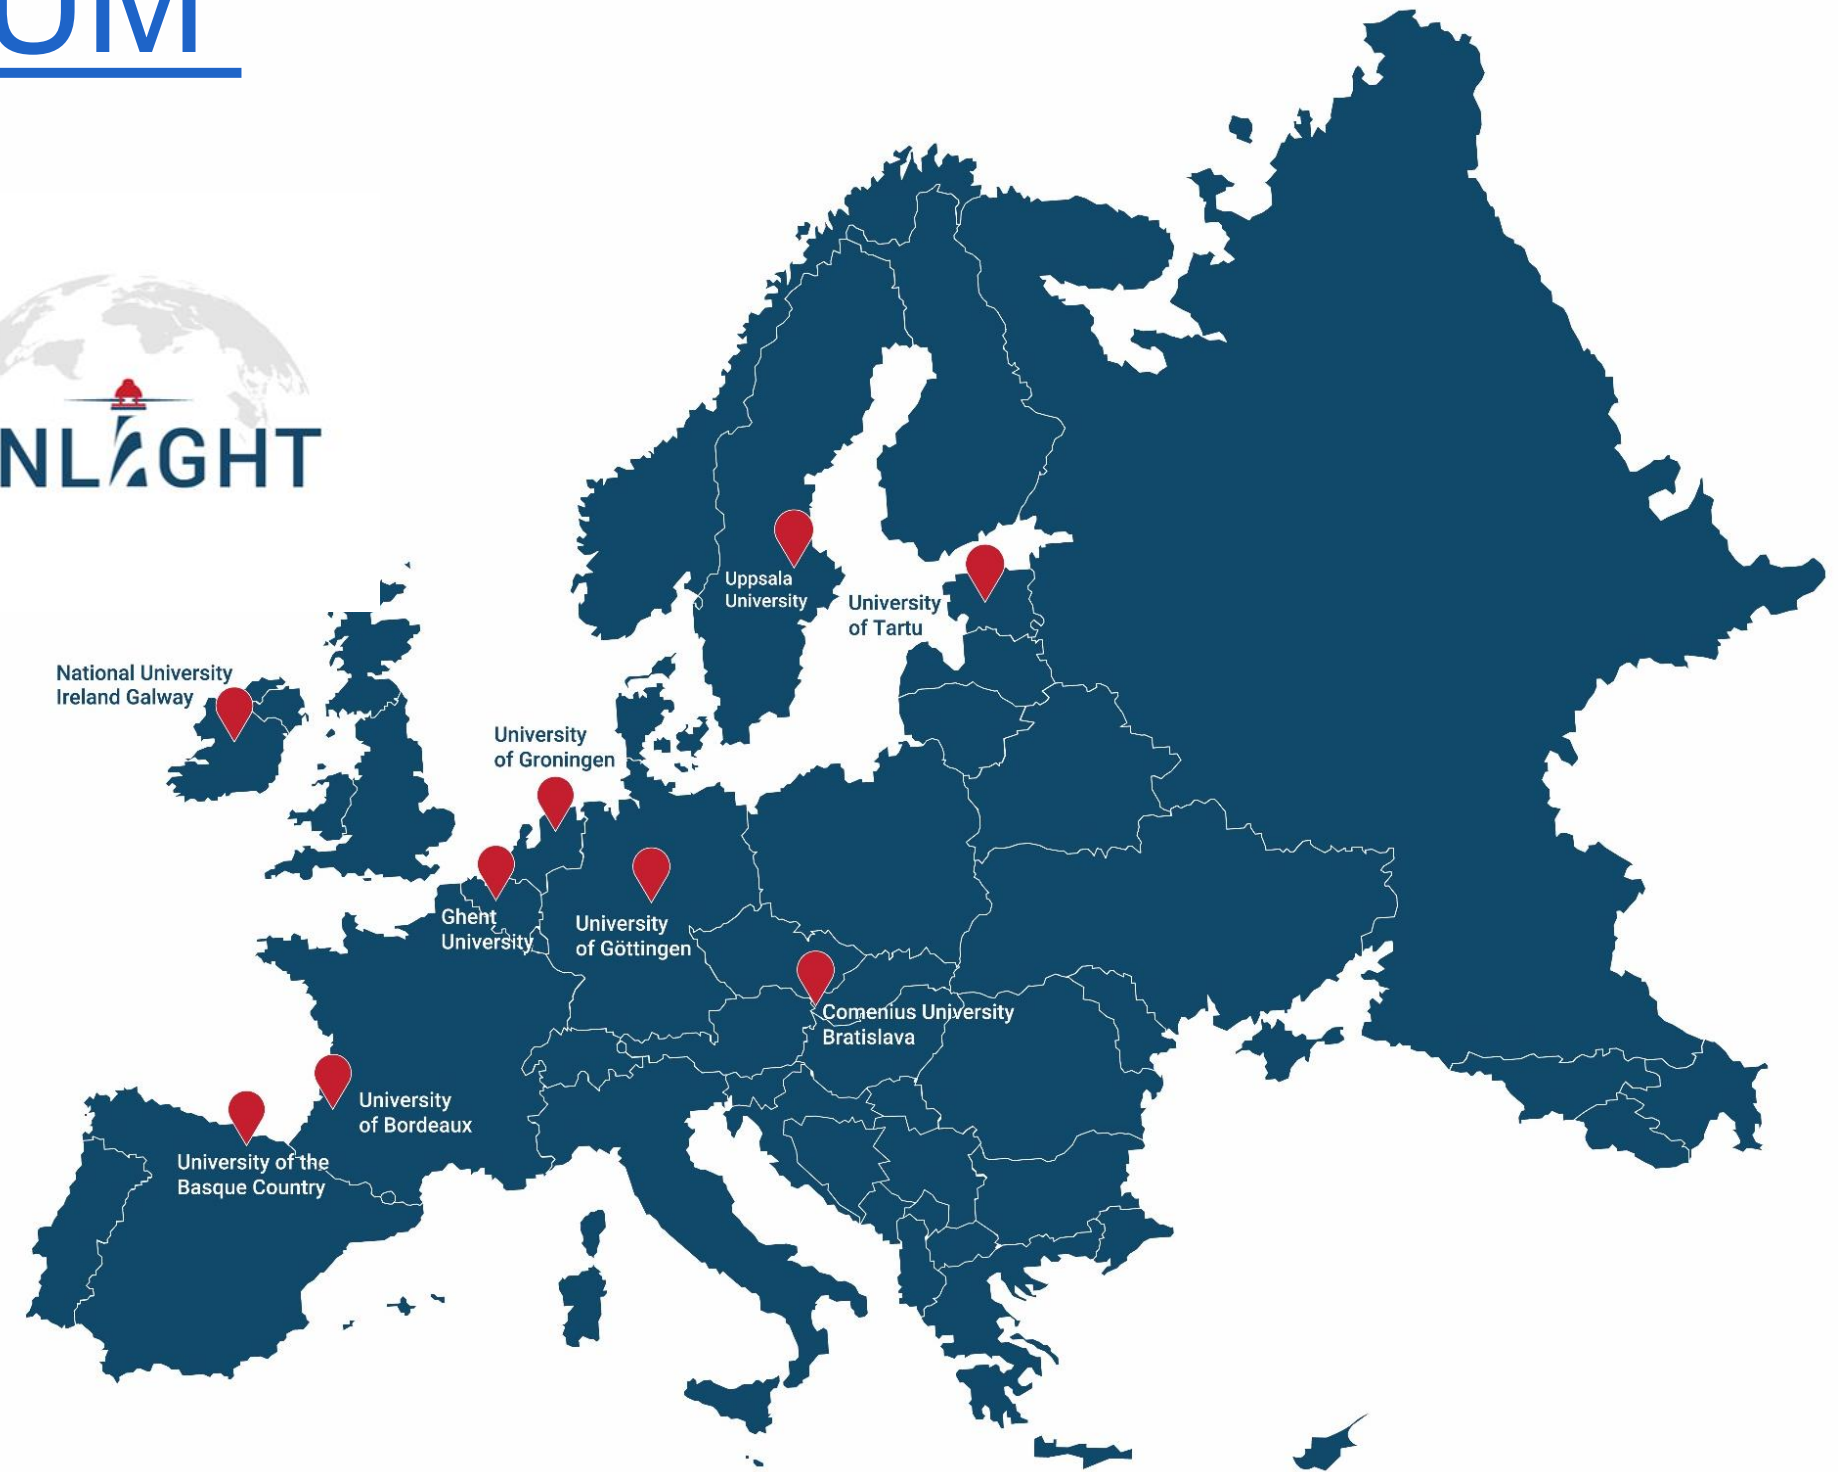 UM
NLIGHT
Uppsala
University
University
of Tartu
National University
Ireland Galway
University
of Groningen
Ghent
University
University
of Göttingen
Comenius University
Bratislava
University
of Bordeaux
University of the
Basque Country